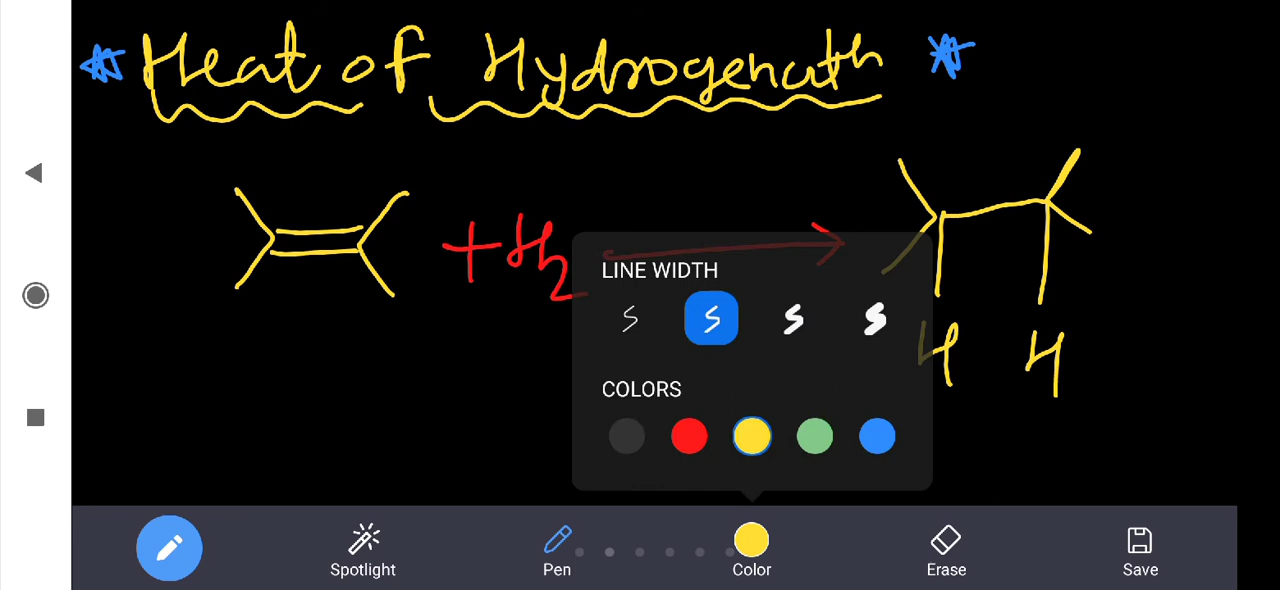 * Heat of Hydrogenath *
+H2
H H
LINE WIDTH
COLORS
Spotlight Pen Color Erase Save